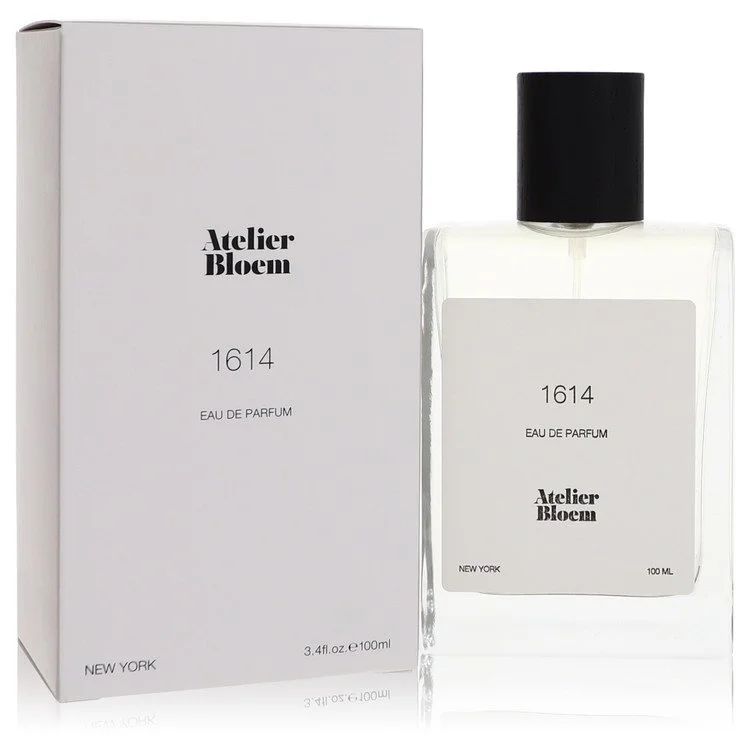 Atelier
Bloem
1614
EAU DE PARFUM
NEW YORK
3.4fl.oz.℮100ml
1614
EAU DE PARFUM
Atelier
Bloem
NEW YORK
100 ML